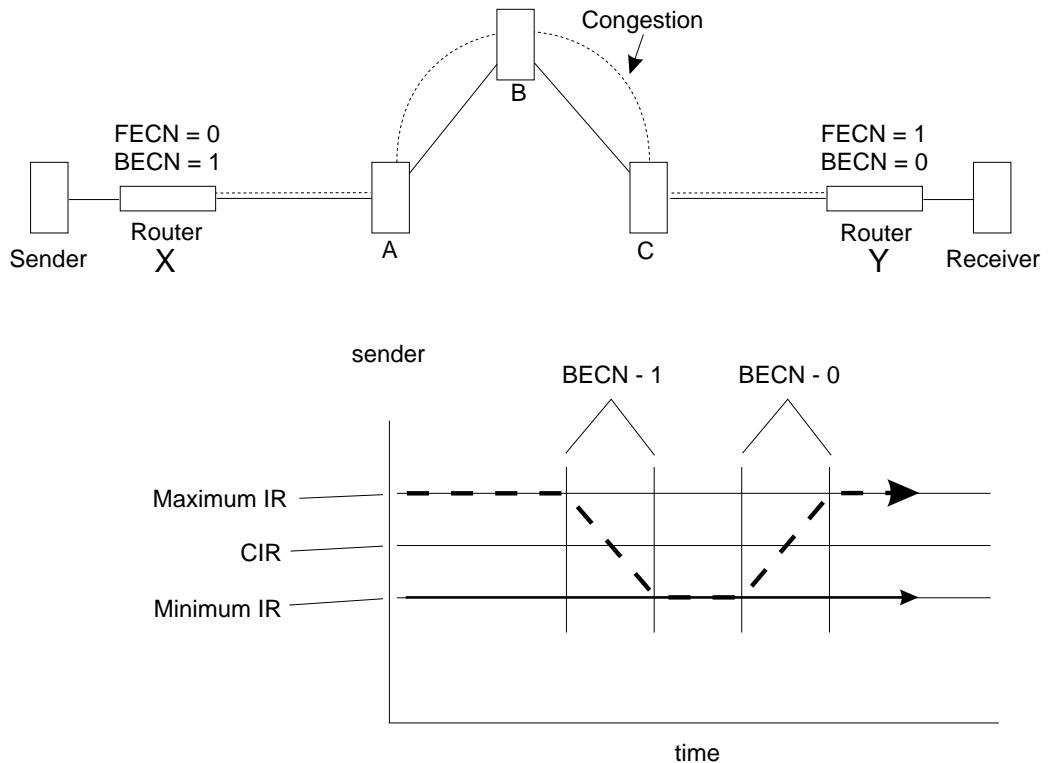 Congestion
B
FECN = 0
BECN = 1
FECN = 1
BECN = 0
Router
X
A
C
Router
Y
Sender
Receiver
sender
BECN - 1
BECN - 0
Maximum IR
CIR
Minimum IR
time